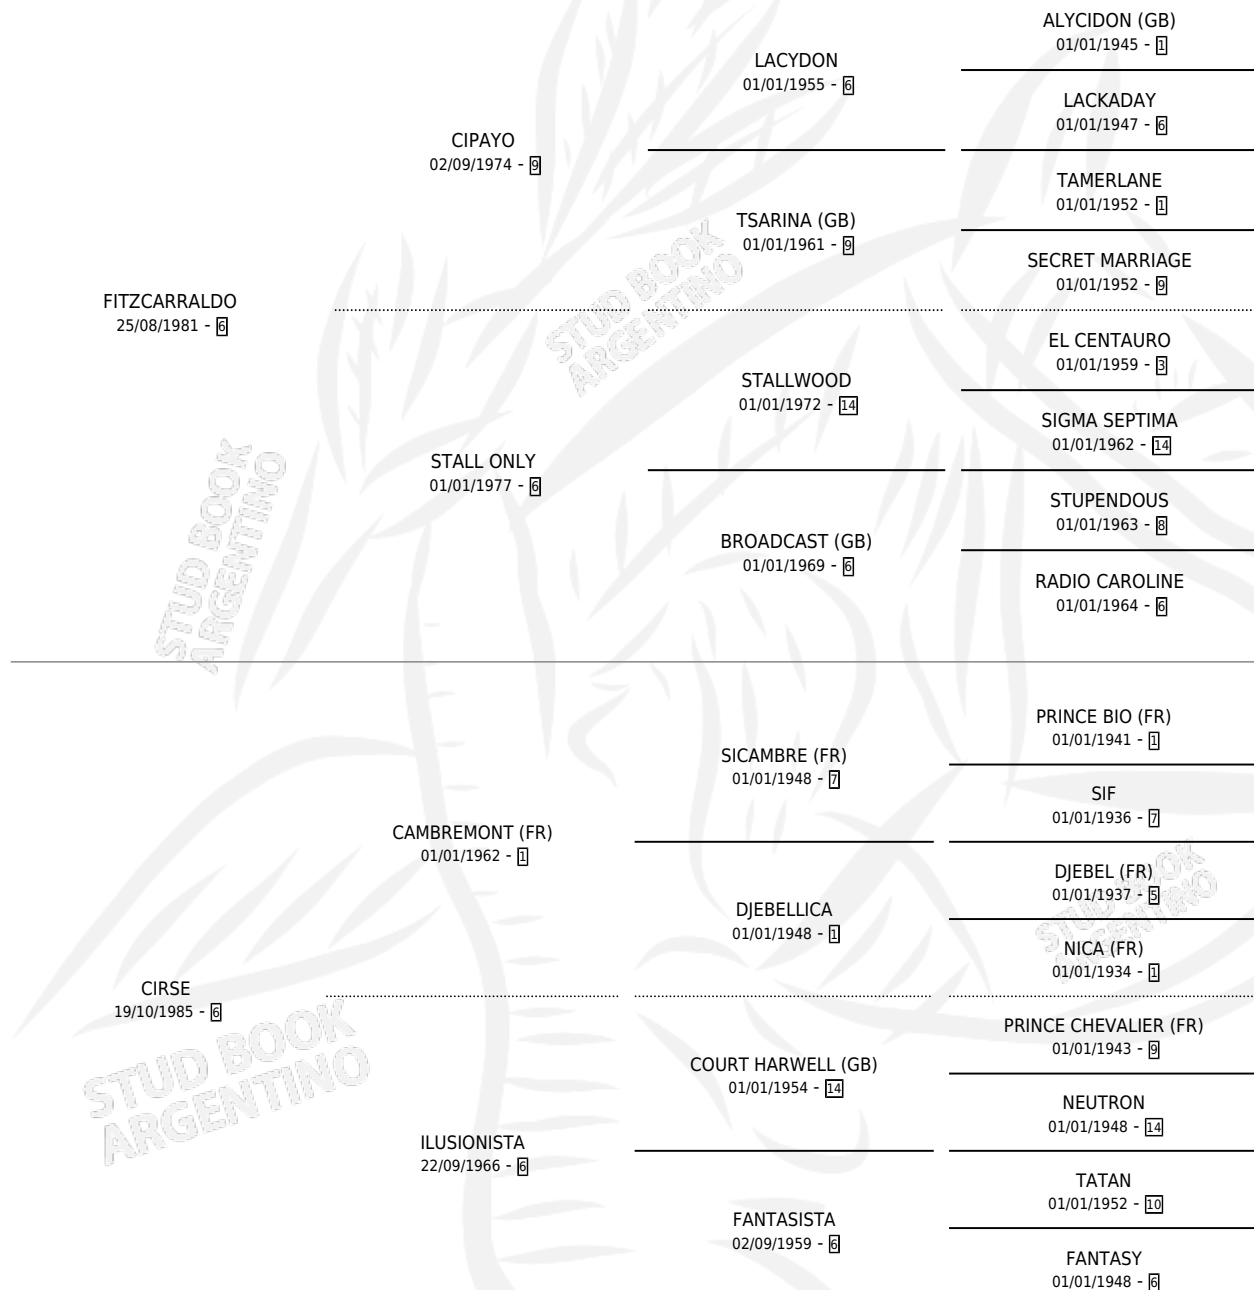 ALYCIDON (GB)
01/01/1945 - 1
LACYDON
01/01/1955 - 6
LACKADAY
01/01/1947 - 6
CIPAYO
02/09/1974 - 9
TAMERLANE
01/01/1952 - 1
TSARINA (GB)
01/01/1961 - 9
SECRET MARRIAGE
01/01/1952 - 9
FITZCARRALDO
25/08/1981 - 6
EL CENTAURO
01/01/1959 - 3
STALLWOOD
01/01/1972 - 14
SIGMA SEPTIMA
01/01/1962 - 14
STALL ONLY
01/01/1977 - 6
STUPENDOUS
01/01/1963 - 8
BROADCAST (GB)
01/01/1969 - 6
RADIO CAROLINE
01/01/1964 - 6
PRINCE BIO (FR)
01/01/1941 - 1
SICAMBRE (FR)
01/01/1948 - 7
SIF
01/01/1936 - 7
CAMBREMONT (FR)
01/01/1962 - 1
DJEBEL (FR)
01/01/1937 - 5
DJEBELLICA
01/01/1948 - 1
NICA (FR)
01/01/1934 - 1
CIRSE
19/10/1985 - 6
PRINCE CHEVALIER (FR)
01/01/1943 - 9
COURT HARWELL (GB)
01/01/1954 - 14
NEUTRON
01/01/1948 - 14
ILUSIONISTA
22/09/1966 - 6
TATAN
01/01/1952 - 10
FANTASISTA
02/09/1959 - 6
FANTASY
01/01/1948 - 6
STUD BOOK
ARGENTINO
STUD BOOK
ARGENTINO
STUD BOOK
ARGENTINO
STUD BOOK
ARGENTINO